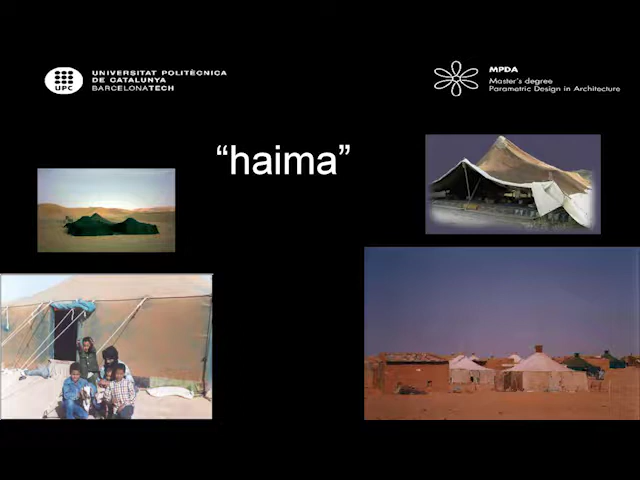 UNIVERSITAT POLITÈCNICA
DE CATALUNYA
BARCELONATECH
UPC
MPDA
Master's degree
Parametric Design in Architecture
“haima”